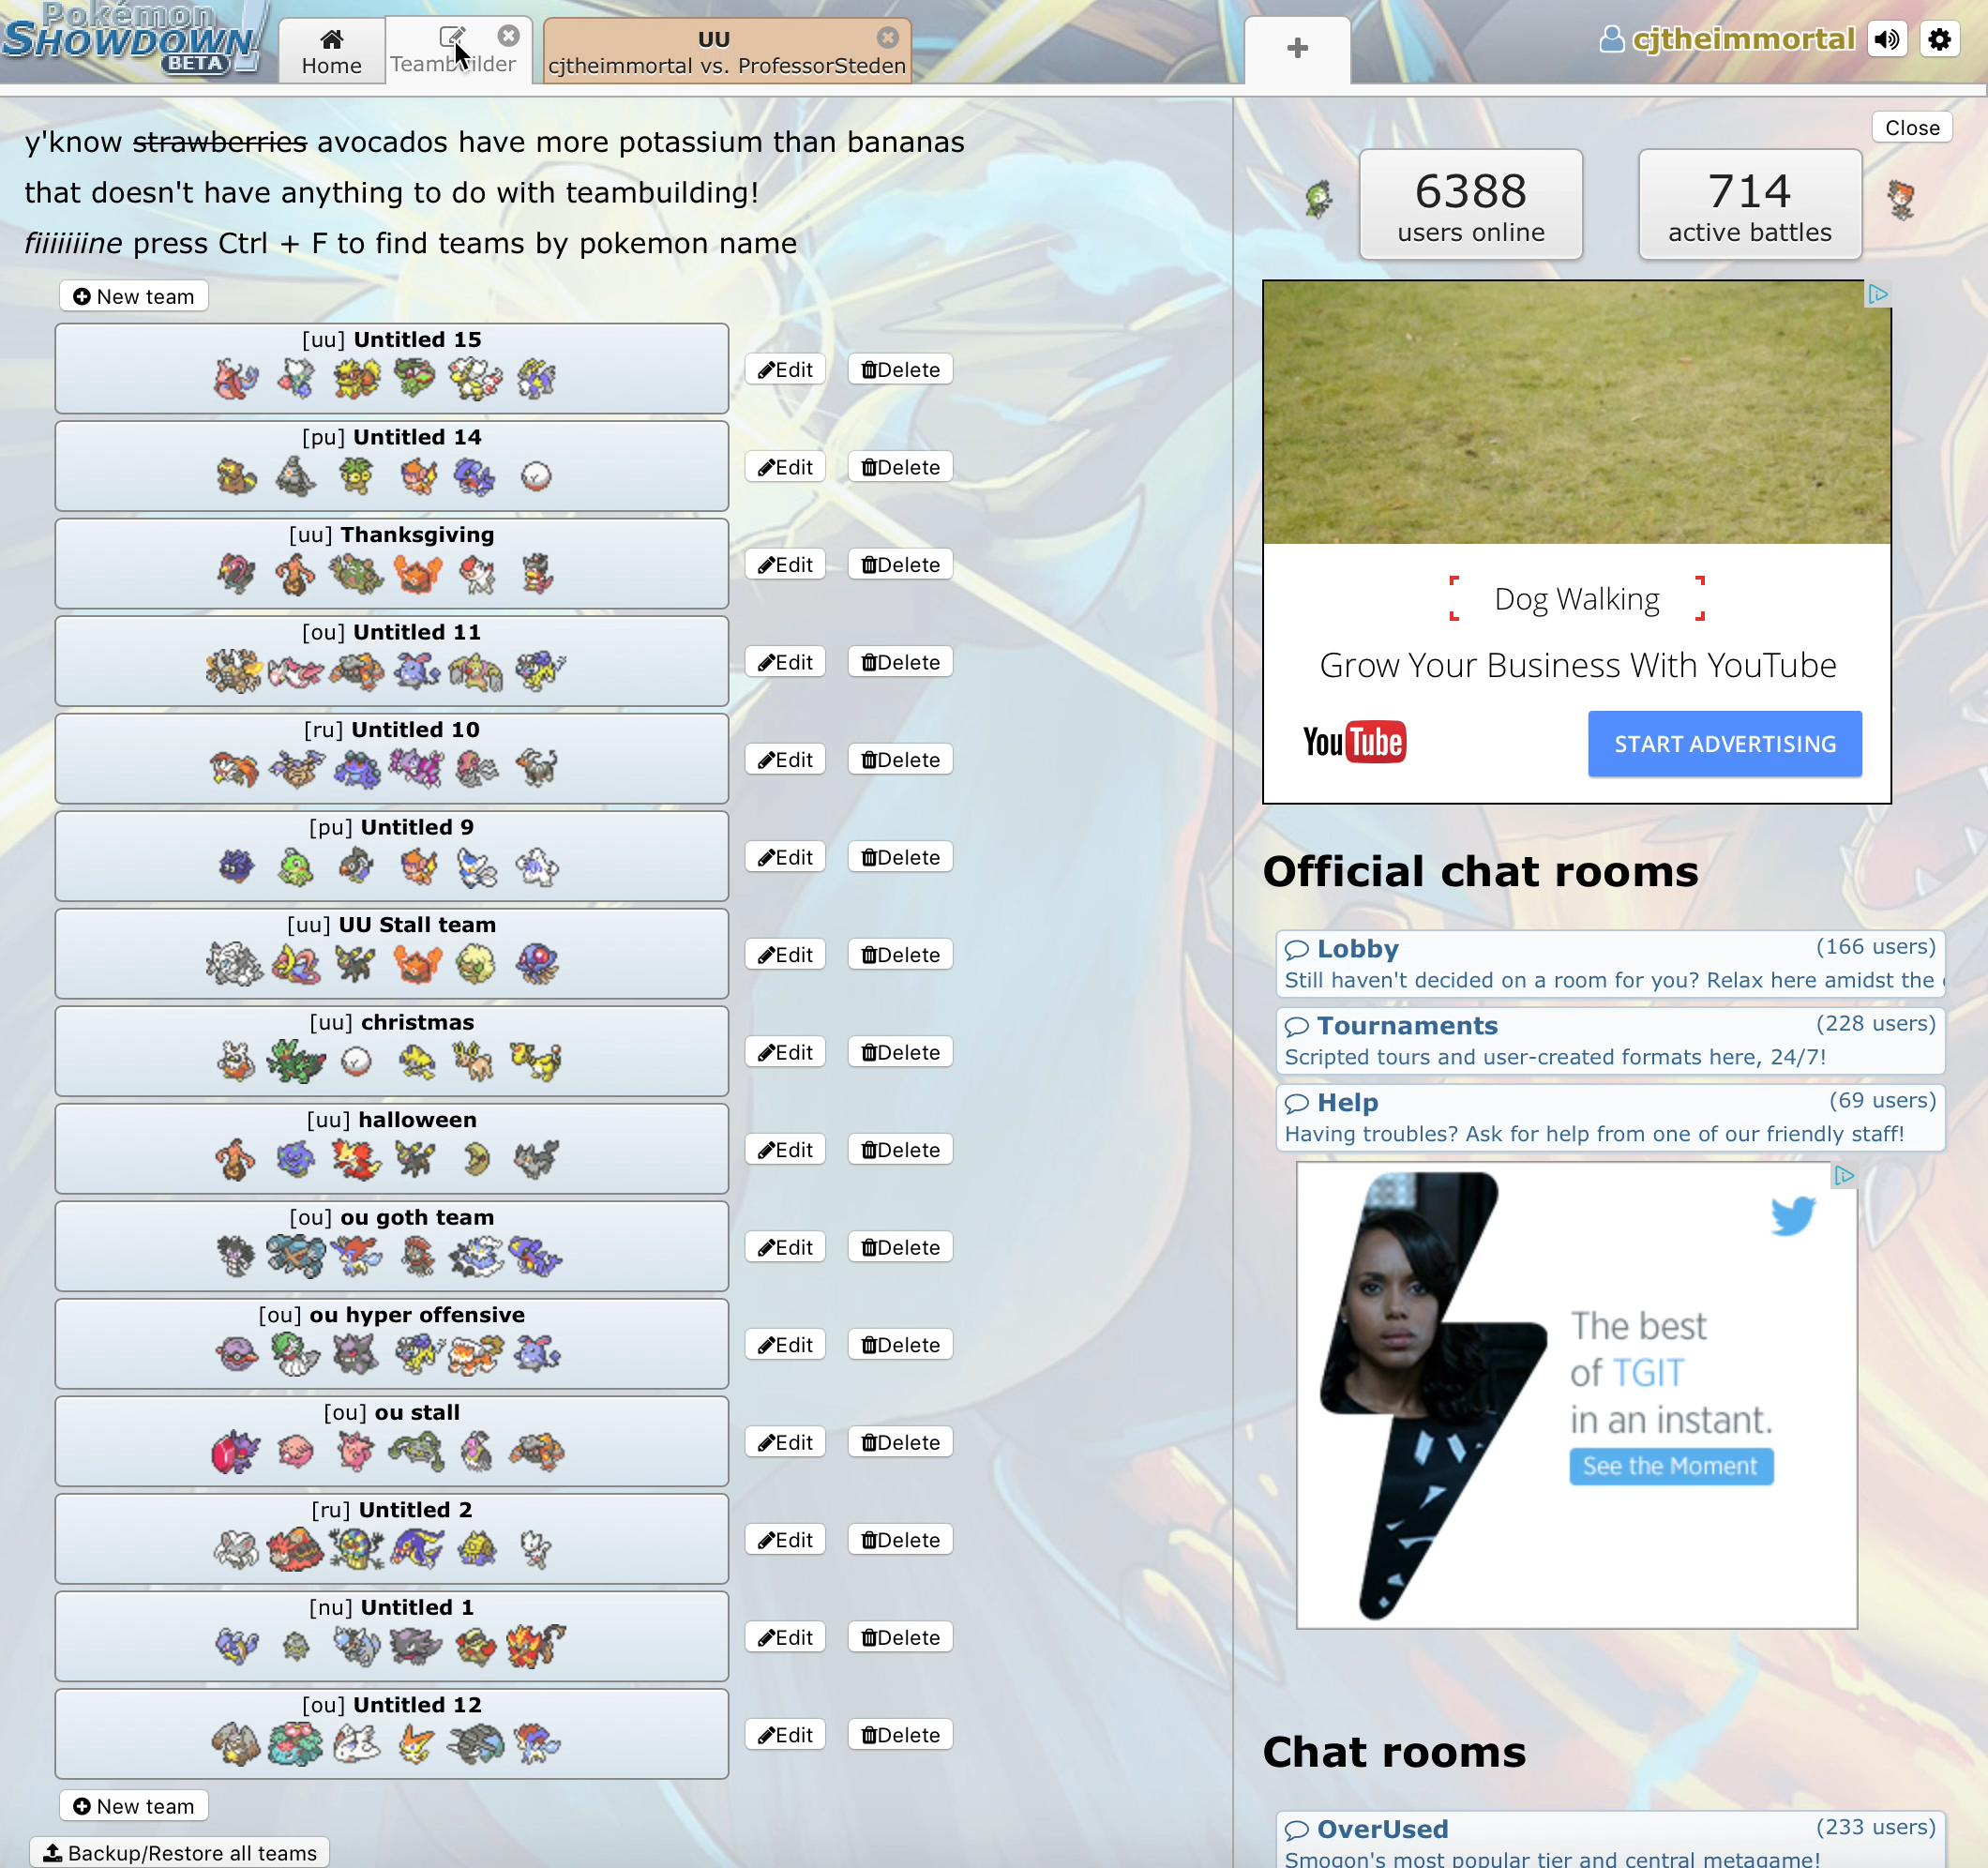 Pokémon
SHOWDOWN!
BETA
Home
Teambuilder
UU
cjtheimmortal vs. ProfessorSteden
cjtheimmortal
y'know strawberries avocados have more potassium than bananas
that doesn't have anything to do with teambuilding!
fiiiiiiine press Ctrl + F to find teams by pokemon name
New team
[uu] Untitled 15
Edit Delete
[pu] Untitled 14
Edit Delete
[uu] Thanksgiving
Edit Delete
[ou] Untitled 11
Edit Delete
[ru] Untitled 10
Edit Delete
[pu] Untitled 9
Edit Delete
[uu] UU Stall team
Edit Delete
[uu] christmas
Edit Delete
[uu] halloween
Edit Delete
[ou] ou goth team
Edit Delete
[ou] ou hyper offensive
Edit Delete
[ou] ou stall
Edit Delete
[ru] Untitled 2
Edit Delete
[nu] Untitled 1
Edit Delete
[ou] Untitled 12
Edit Delete
New team
Backup/Restore all teams
Close
6388
users online
714
active battles
Dog Walking
Grow Your Business With YouTube
YouTube
START ADVERTISING
Official chat rooms
Lobby (166 users)
Still haven't decided on a room for you? Relax here amidst the
Tournaments (228 users)
Scripted tours and user-created formats here, 24/7!
Help (69 users)
Having troubles? Ask for help from one of our friendly staff!
The best
of TGIT
in an instant.
See the Moment
Chat rooms
OverUsed (233 users)
Smogon's most popular tier and central metagame!